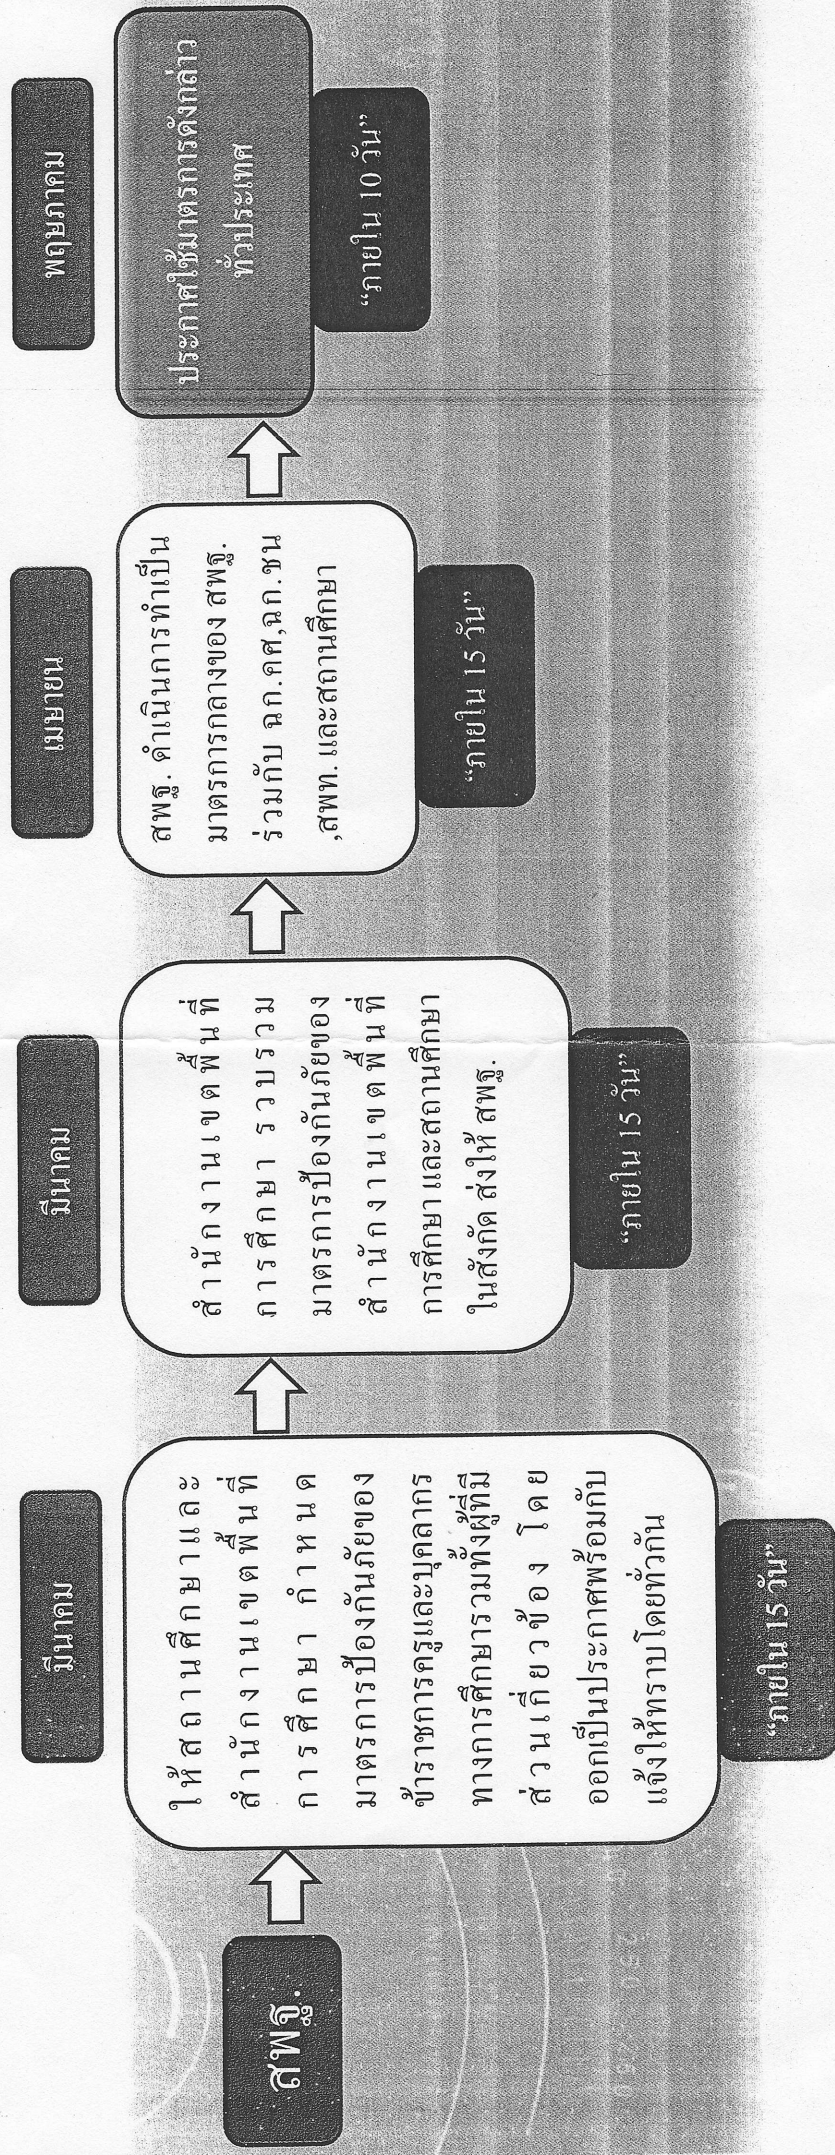 สพฐ.
มีนาคม
ให้สถานศึกษาและ
สำนักงานเขตพื้นที่
การศึกษา กำหนด
มาตรการป้องกันภัยของ
ข้าราชการครูและบุคลากร
ทางการศึกษารวมทั้งผู้ที่มี
ส่วนเกี่ยวข้อง โดย
ออกเป็นประกาศพร้อมกับ
แจ้งให้ทราบโดยทั่วกัน
“ภายใน 15 วัน”
มีนาคม
สำนักงานเขตพื้นที่
การศึกษา รวบรวม
มาตรการป้องกันภัยของ
สำนักงานเขตพื้นที่
การศึกษา และสถานศึกษา
ในสังกัด ส่งให้ สพฐ.
“ภายใน 15 วัน”
เมษายน
สพฐ. ดำเนินการทำเป็น
มาตรการกลางของ สพฐ.
ร่วมกับ ฉก.คศ,ฉก.ชน
,สพท. และสถานศึกษา
“ภายใน 15 วัน”
พฤษภาคม
ประกาศใช้มาตรการดังกล่าว
ทั่วประเทศ
“ภายใน 10 วัน”